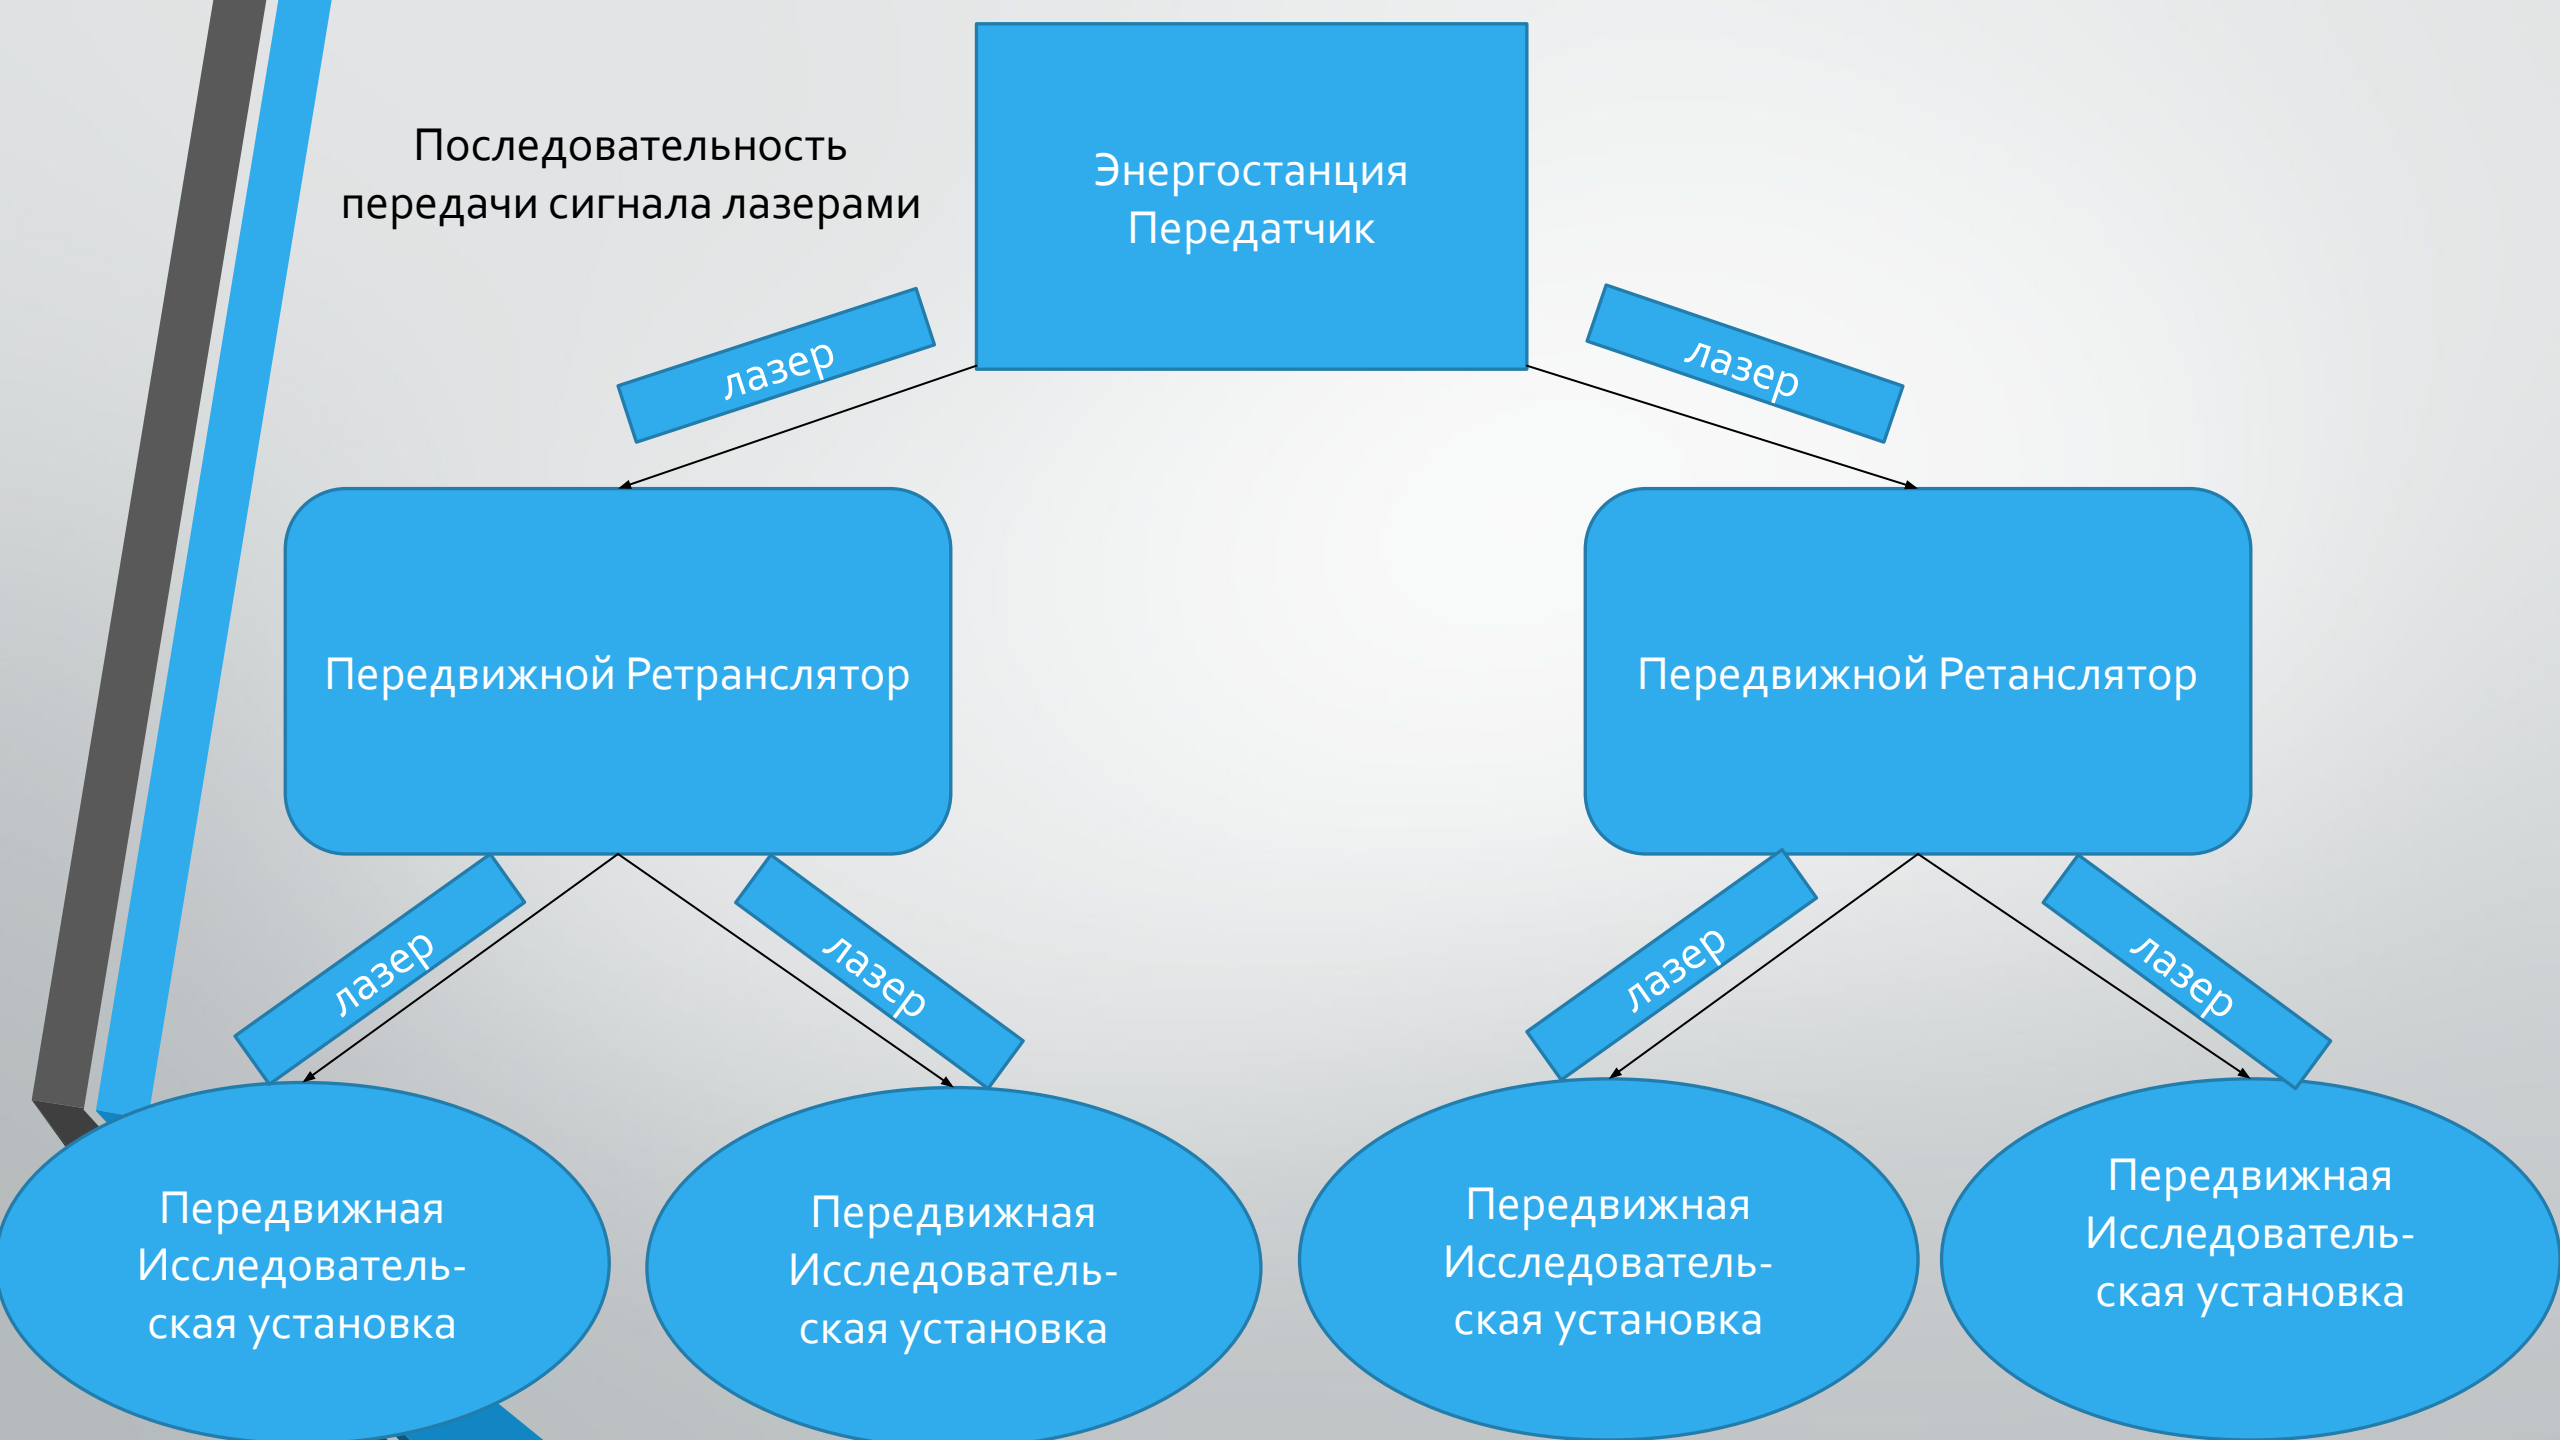 Последовательность
передачи сигнала лазерами
Энергостанция
Передатчик
лазер
лазер
Передвижной Ретранслятор
Передвижной Ретанслятор
лазер
лазер
лазер
лазер
Передвижная
Исследователь-
ская установка
Передвижная
Исследователь-
ская установка
Передвижная
Исследователь-
ская установка
Передвижная
Исследователь-
ская установка